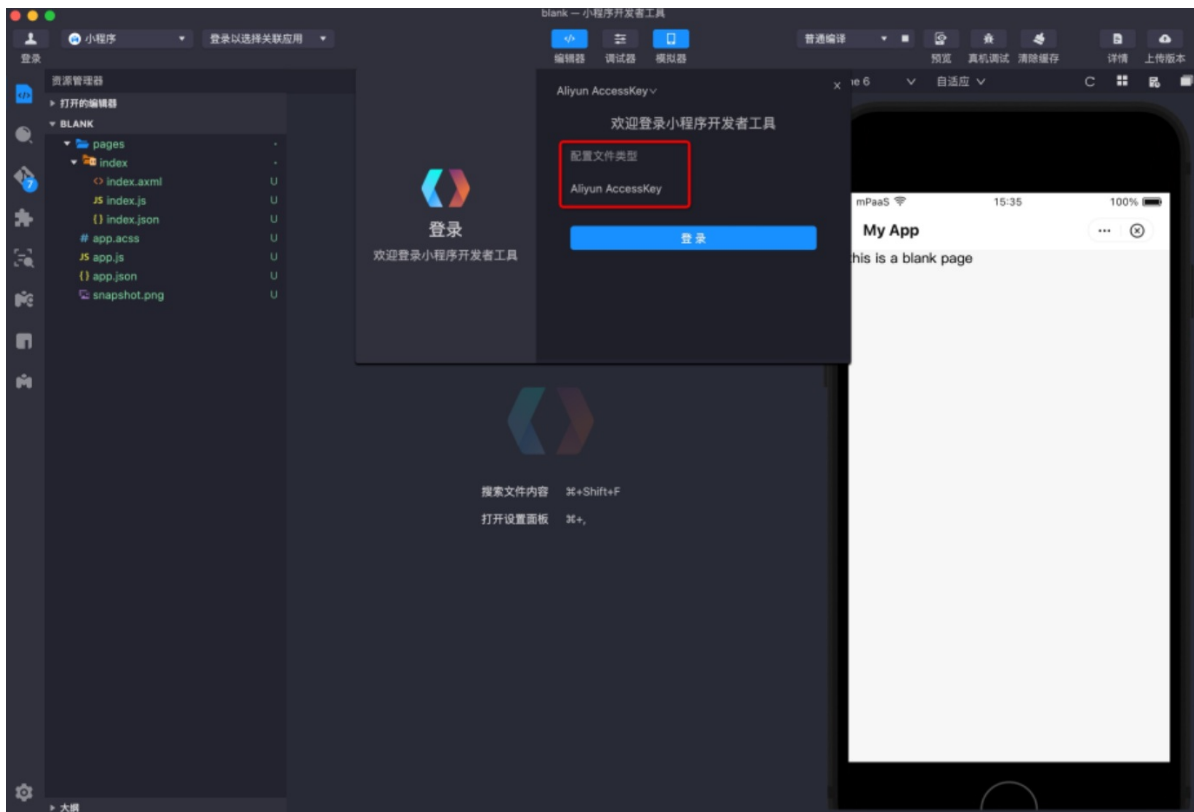 blank — 小程序开发者工具
小程序 登录以选择关联应用 普通编译
登录 编辑器 调试器 模拟器 预览 真机调试 清除缓存 详情 上传版本
资源管理器
打开的编辑器
BLANK
pages
index
index.axml U
JS index.js U
{} index.json U
# app.acss U
JS app.js U
{} app.json U
snapshot.png U
7
大纲
登录
欢迎登录小程序开发者工具
Aliyun AccessKey
欢迎登录小程序开发者工具
配置文件类型
Aliyun AccessKey
登 录
搜索文件内容 ⌘+Shift+F
打开设置面板 ⌘+,
ne 6 自适应
mPaaS 15:35 100%
My App
this is a blank page